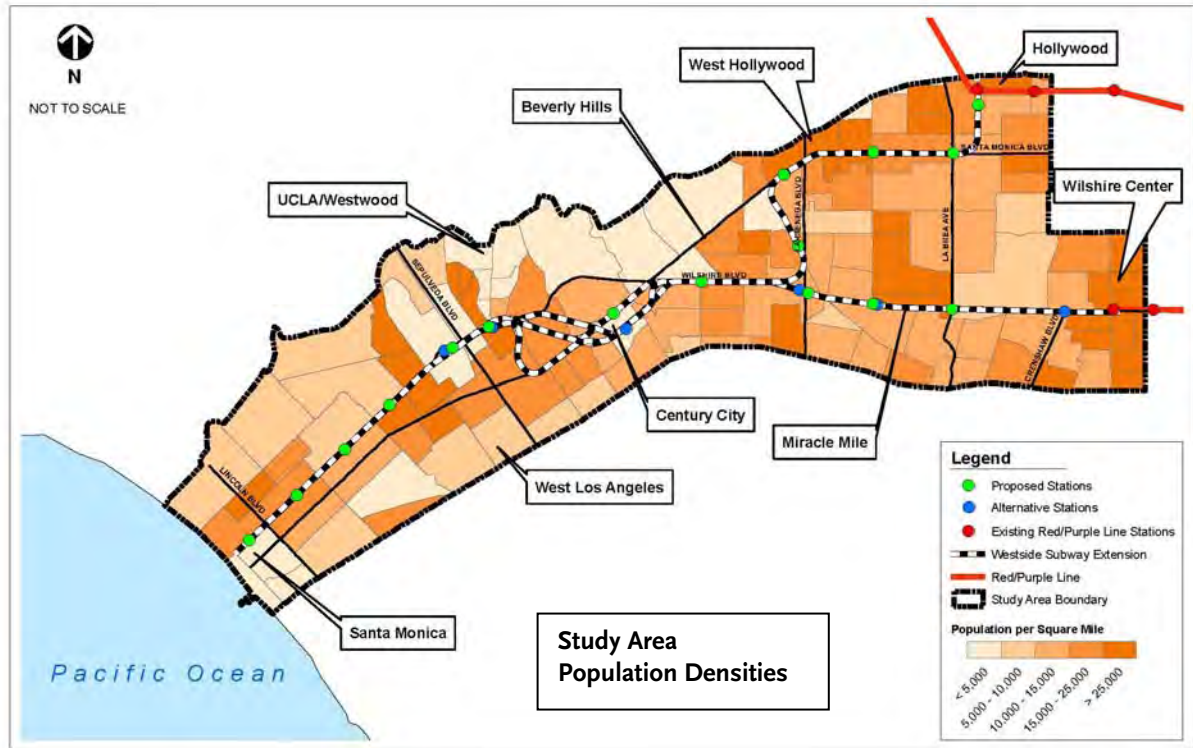 N
NOT TO SCALE
Hollywood
West Hollywood
Beverly Hills
SANTA MONICA BLVD
Wilshire Center
UCLA/Westwood
CIENEGA BLVD
LA BREA AVE
SEPULVEDA BLVD
WILSHIRE BLVD
CRENSHAW BLVD
Century City
Miracle Mile
West Los Angeles
LINCOLN BLVD
Santa Monica
Pacific Ocean
Study Area
Population Densities
Legend
Proposed Stations
Alternative Stations
Existing Red/Purple Line Stations
Westside Subway Extension
Red/Purple Line
Study Area Boundary
Population per Square Mile
< 5,000
5,000 - 10,000
10,000 - 15,000
15,000 - 25,000
> 25,000